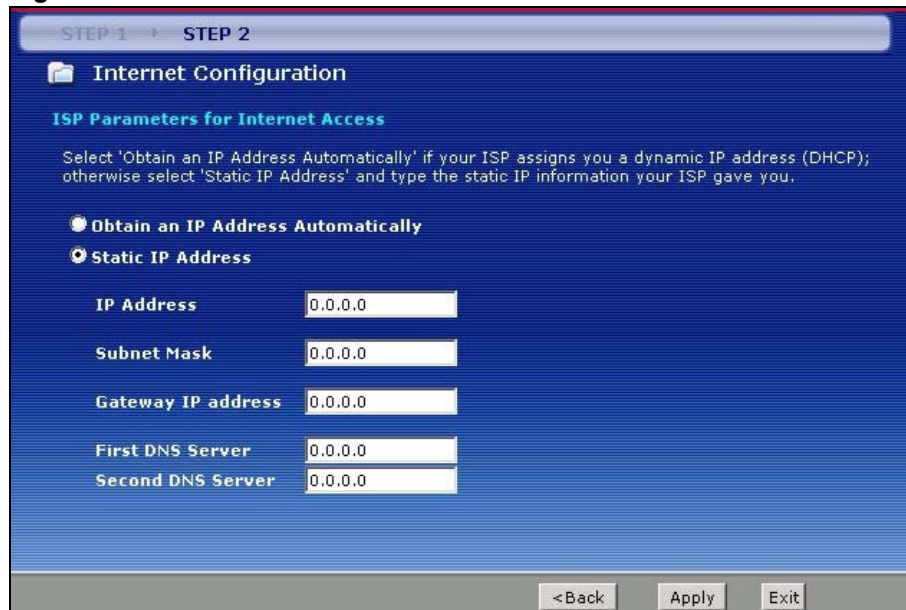 STEP 1 STEP 2
Internet Configuration
ISP Parameters for Internet Access
Select 'Obtain an IP Address Automatically' if your ISP assigns you a dynamic IP address (DHCP);
otherwise select 'Static IP Address' and type the static IP information your ISP gave you.
Obtain an IP Address Automatically
Static IP Address
IP Address 0.0.0.0
Subnet Mask 0.0.0.0
Gateway IP address 0.0.0.0
First DNS Server 0.0.0.0
Second DNS Server 0.0.0.0
<Back Apply Exit